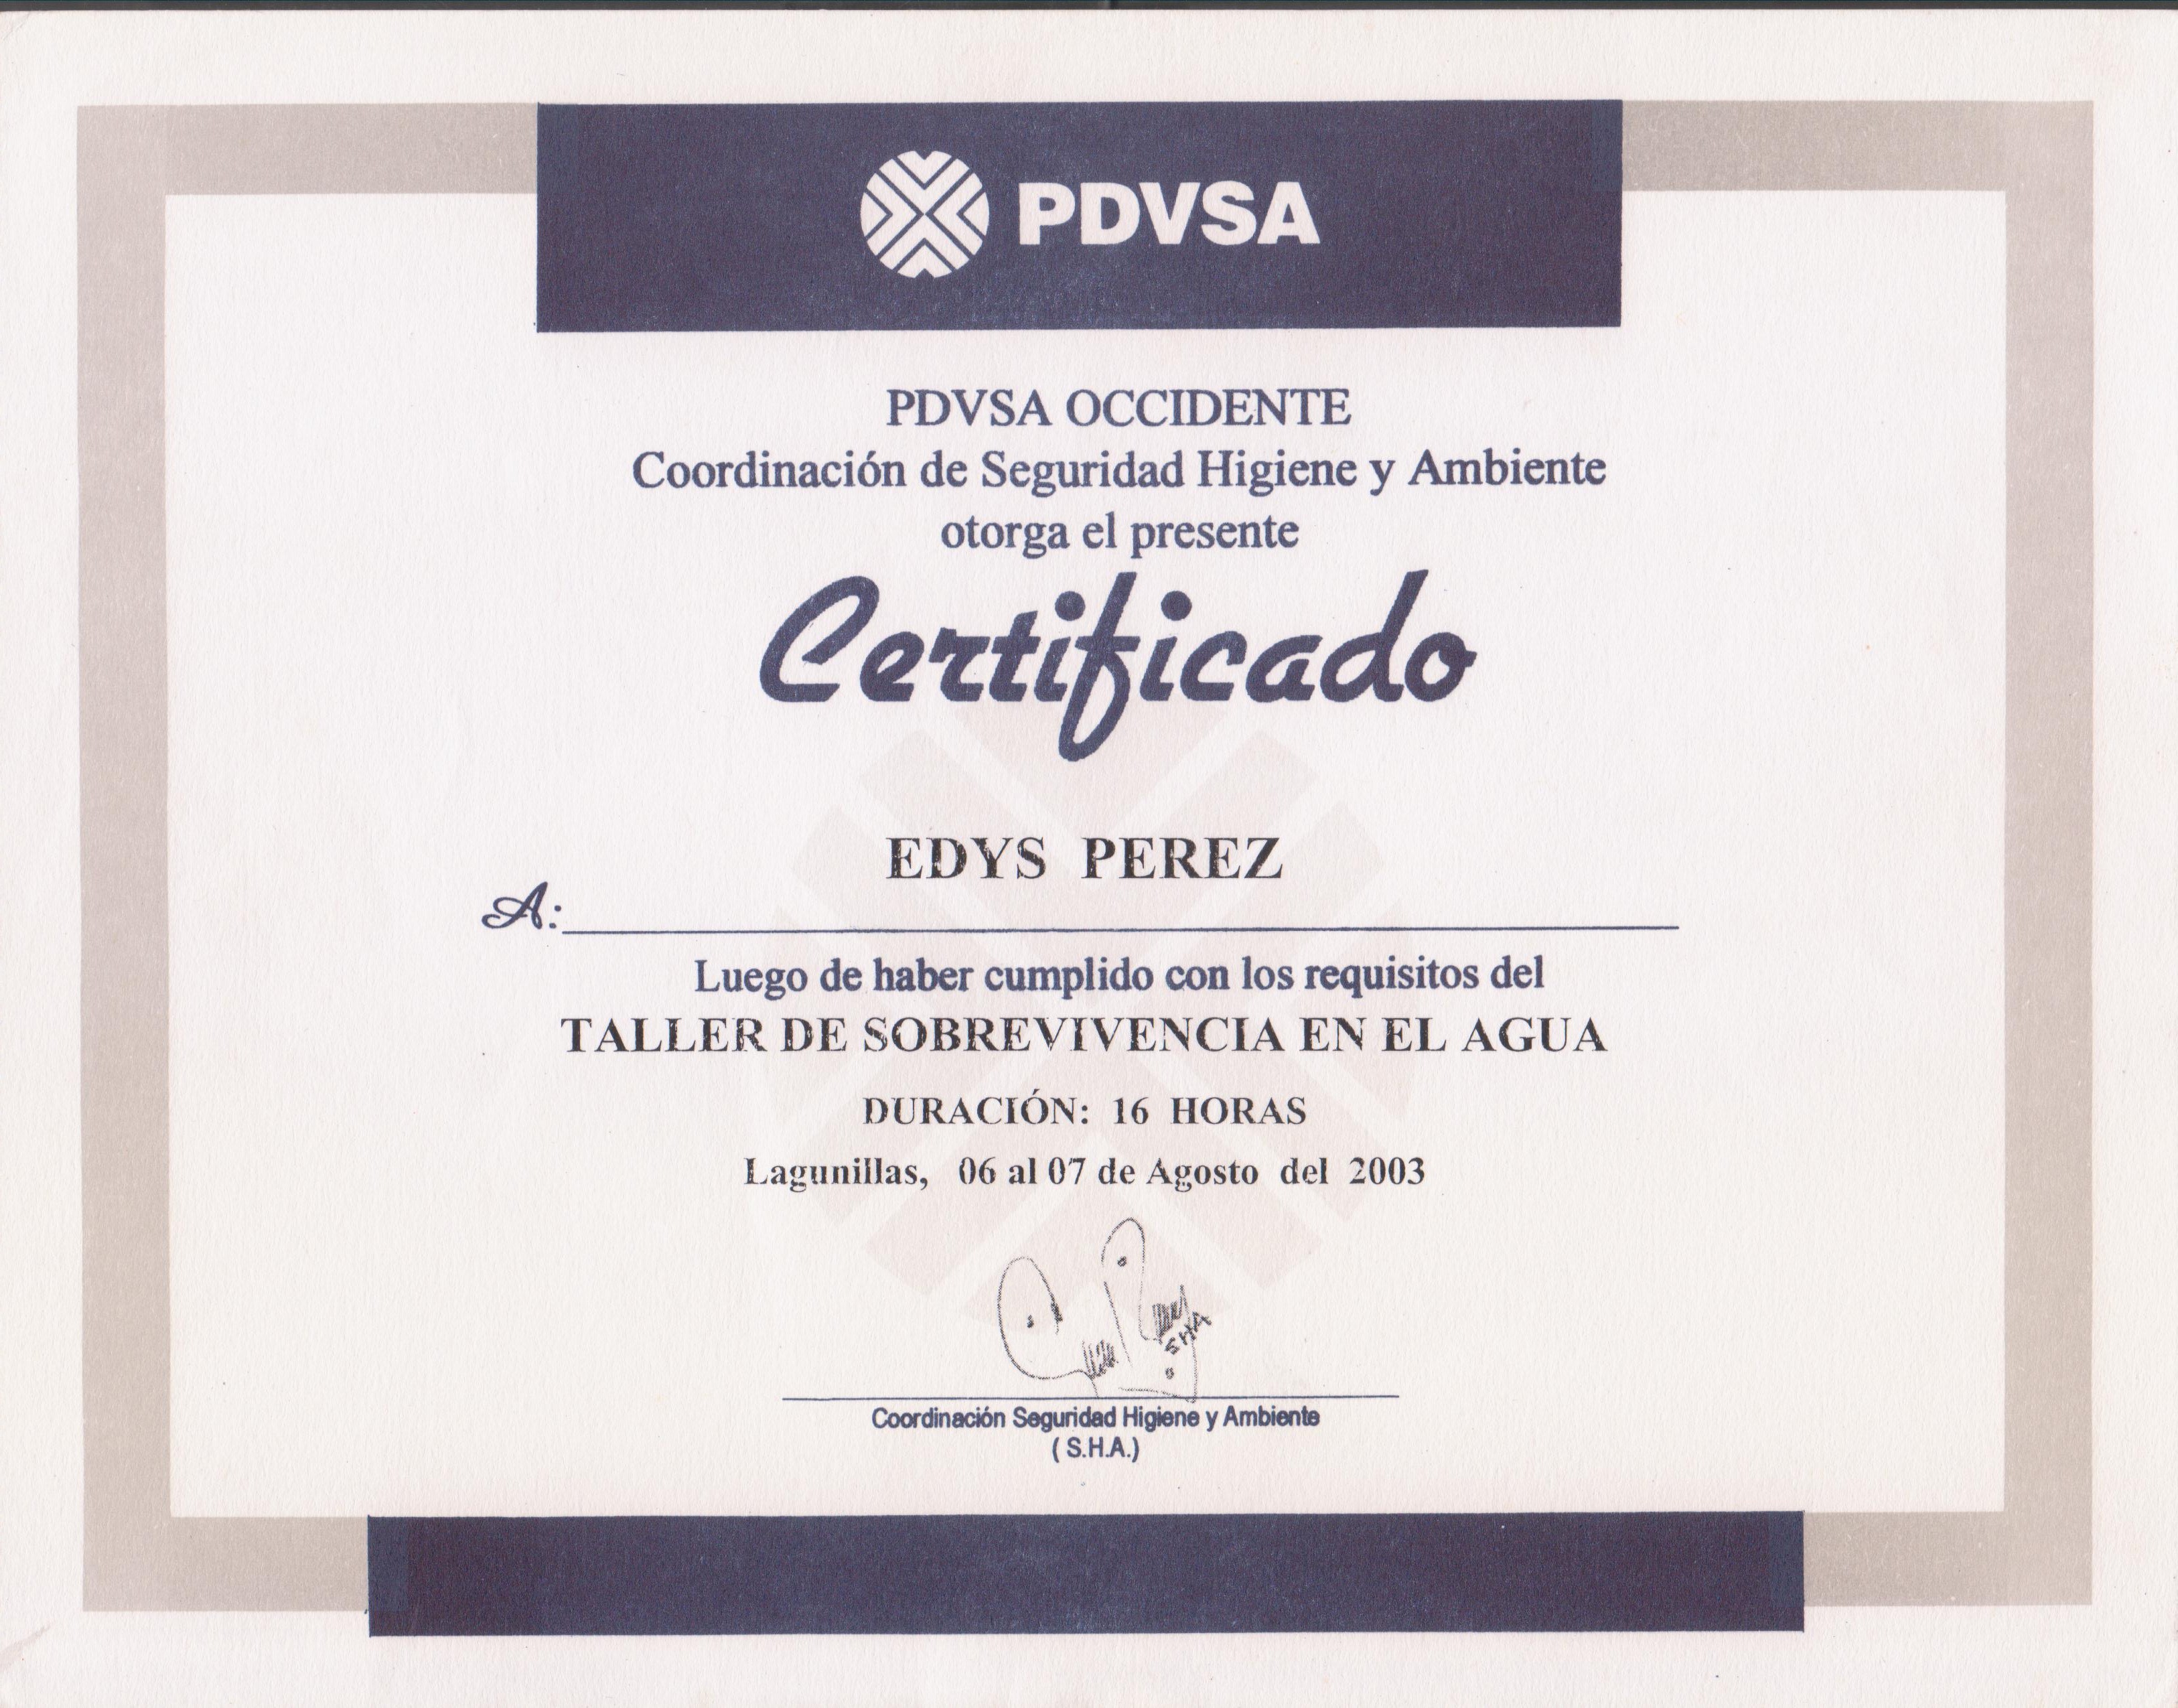 PDVSA
PDVSA OCCIDENTE
Coordinación de Seguridad Higiene y Ambiente
otorga el presente
Certificado
EDYS PEREZ
A:
Luego de haber cumplido con los requisitos del
TALLER DE SOBREVIVENCIA EN EL AGUA
DURACIÓN: 16 HORAS
Lagunillas, 06 al 07 de Agosto del 2003
SHA
Coordinación Seguridad Higiene y Ambiente
( S.H.A.)